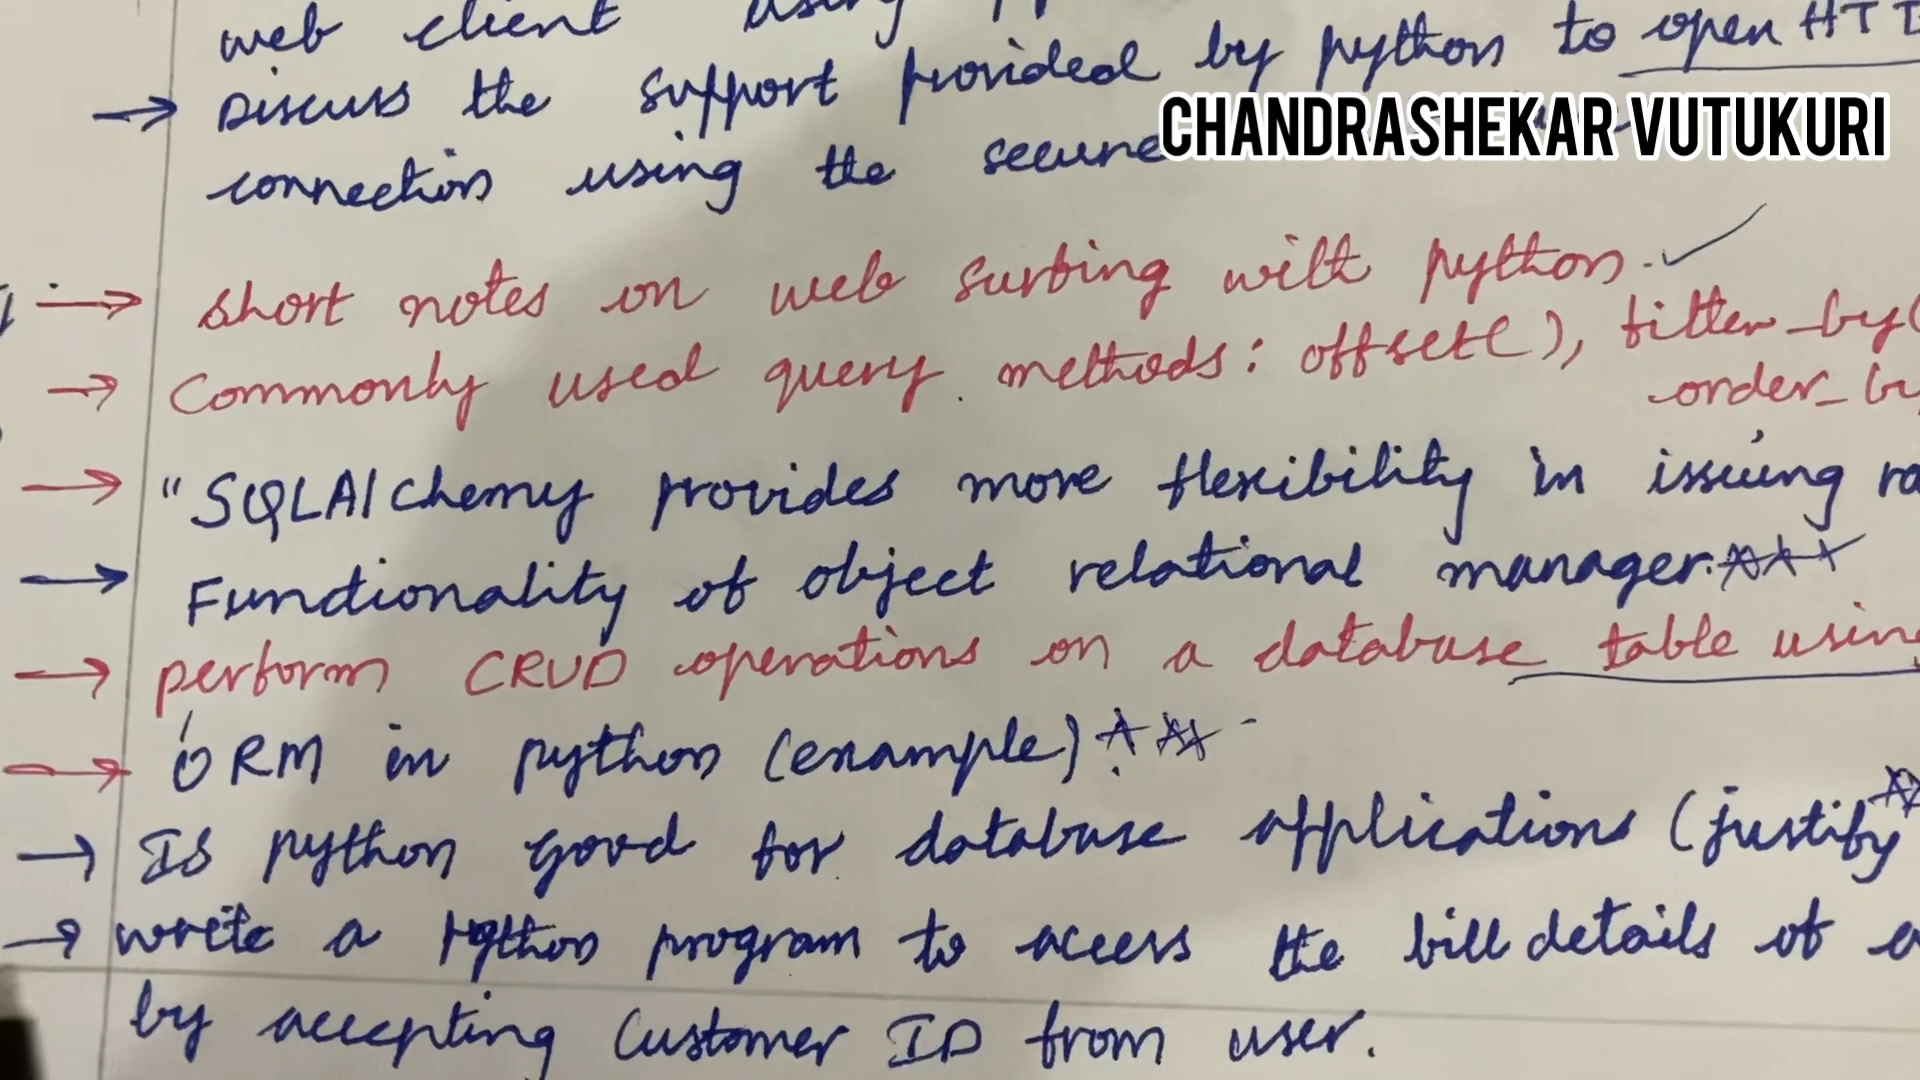 web client using
→ Discuss the support provided by python to open HTT
CHANDRASHEKAR VUTUKURI
connection using the secure
→ short notes on web surfing with python.
→ Commonly used query methods: offset(), filter_by(
order_by
→ "SQLAlchemy provides more flexibility in issuing ra
→ Functionality of object relational manager.
→ perform CRUD operations on a database table using
→ ORM in python (example)
→ Is python good for database applications (justify
→ write a Python program to access the bill details of a
by accepting Customer ID from user.